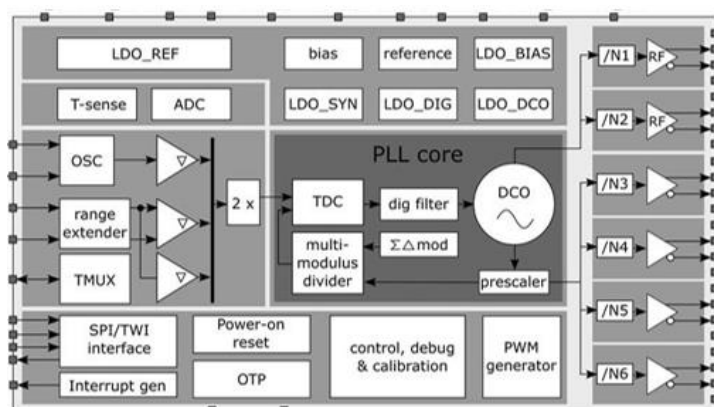 LDO_REF
bias
reference
LDO_BIAS
T-sense
ADC
LDO_SYN
LDO_DIG
LDO_DCO
OSC
range
extender
TMUX
2 x
PLL core
TDC
dig filter
DCO
multi-
modulus
divider
Σ△mod
prescaler
/N1
RF
/N2
RF
/N3
/N4
/N5
/N6
SPI/TWI
interface
Interrupt gen
Power-on
reset
OTP
control, debug
& calibration
PWM
generator